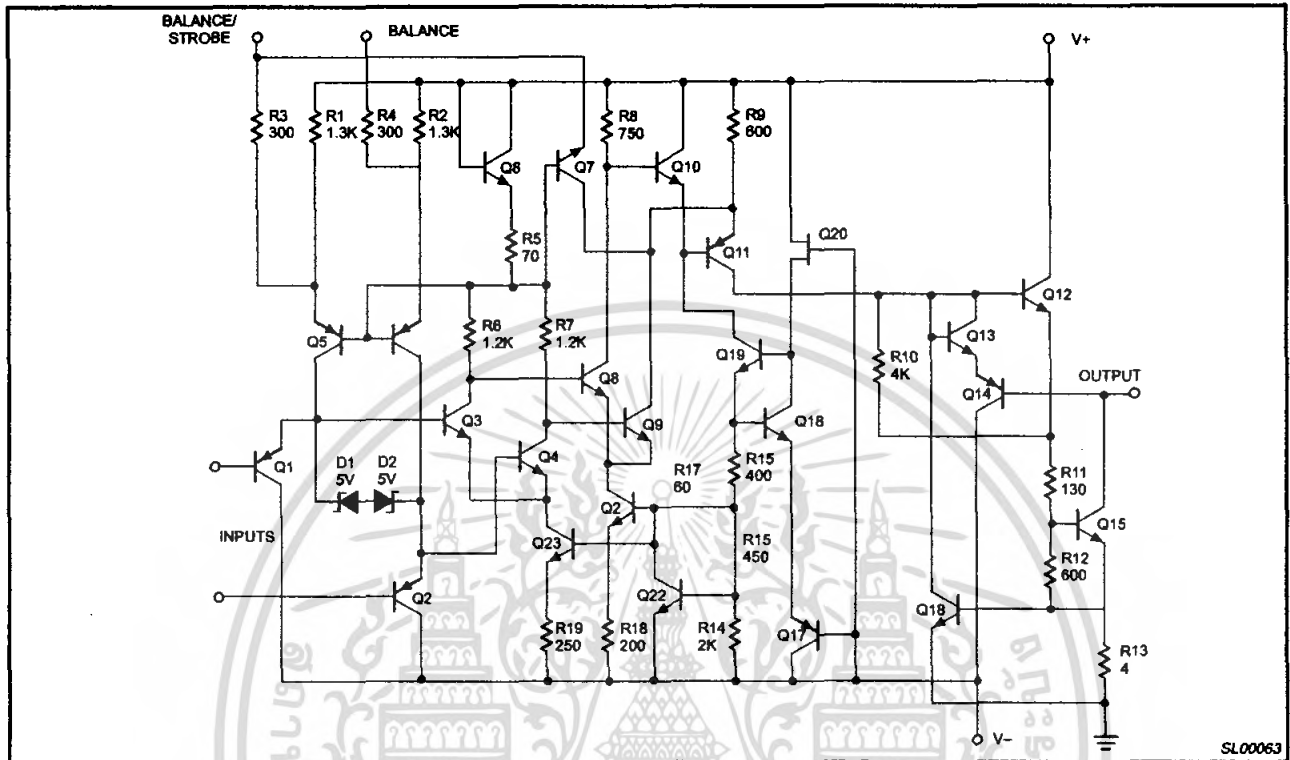 BALANCE/
STROBE
BALANCE
V+
R3
300
R1
1.3K
R4
300
R2
1.3K
R8
750
R9
600
Q6
Q7
Q10
R5
70
Q11
Q20
Q12
Q5
R6
1.2K
R7
1.2K
Q13
Q8
Q19
R10
4K
Q14
OUTPUT
Q3
Q9
Q18
Q1
D1
5V
D2
5V
Q4
R17
60
R15
400
R11
130
INPUTS
Q2
Q15
Q23
R15
450
R12
600
Q2
Q22
Q18
R19
250
R18
200
R14
2K
Q17
R13
4
V–
SL00063